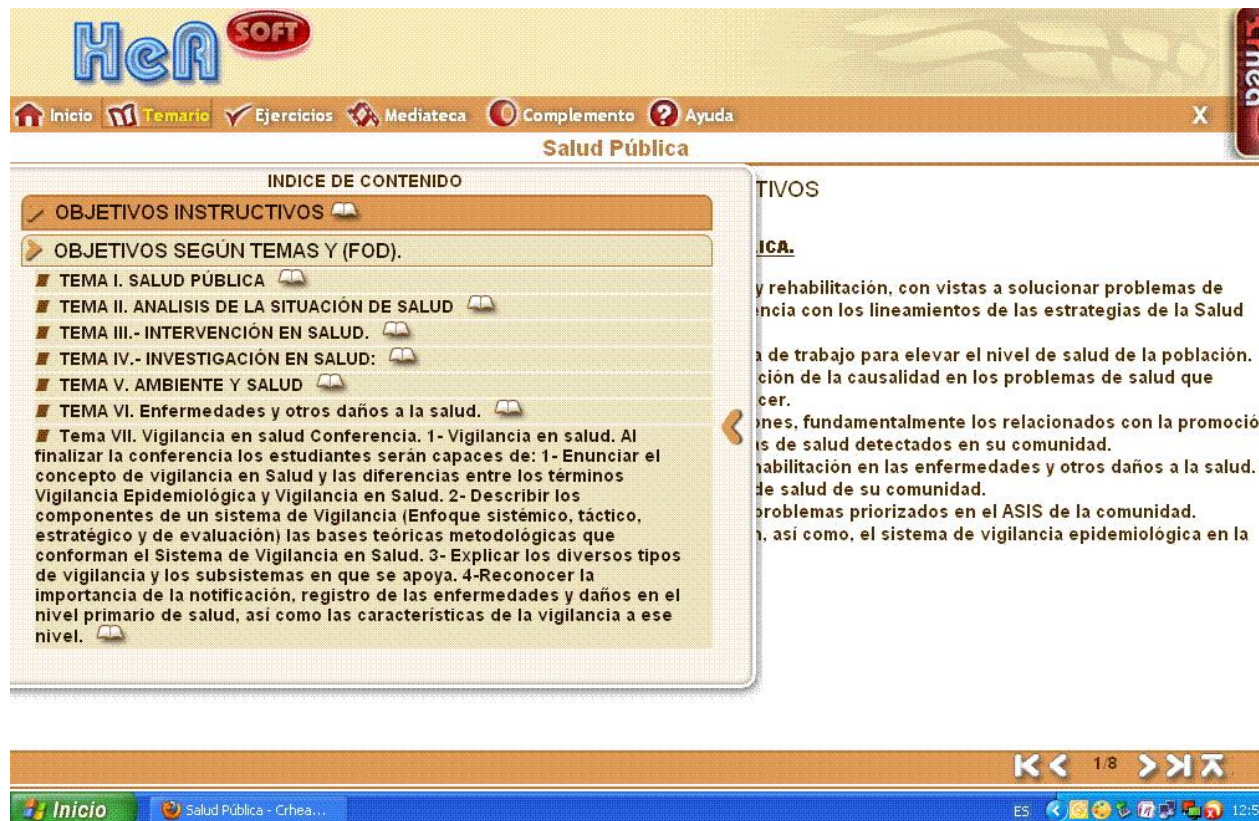 HeA SOFT
Inicio Temario Ejercicios Mediateca Complemento Ayuda X
Salud Pública
INDICE DE CONTENIDO
OBJETIVOS INSTRUCTIVOS
OBJETIVOS SEGÚN TEMAS Y (FOD).
TEMA I. SALUD PÚBLICA
TEMA II. ANALISIS DE LA SITUACIÓN DE SALUD
TEMA III.- INTERVENCIÓN EN SALUD.
TEMA IV.- INVESTIGACIÓN EN SALUD:
TEMA V. AMBIENTE Y SALUD
TEMA VI. Enfermedades y otros daños a la salud.
Tema VII. Vigilancia en salud Conferencia. 1- Vigilancia en salud. Al
finalizar la conferencia los estudiantes serán capaces de: 1- Enunciar el
concepto de vigilancia en Salud y las diferencias entre los términos
Vigilancia Epidemiológica y Vigilancia en Salud. 2- Describir los
componentes de un sistema de Vigilancia (Enfoque sistémico, táctico,
estratégico y de evaluación) las bases teóricas metodológicas que
conforman el Sistema de Vigilancia en Salud. 3- Explicar los diversos tipos
de vigilancia y los subsistemas en que se apoya. 4-Reconocer la
importancia de la notificación, registro de las enfermedades y daños en el
nivel primario de salud, así como las características de la vigilancia a ese
nivel.
TIVOS
ICA.
y rehabilitación, con vistas a solucionar problemas de
encia con los lineamientos de las estrategias de la Salud
a de trabajo para elevar el nivel de salud de la población.
ción de la causalidad en los problemas de salud que
cer.
ones, fundamentalmente los relacionados con la promoció
as de salud detectados en su comunidad.
habilitación en las enfermedades y otros daños a la salud.
de salud de su comunidad.
problemas priorizados en el ASIS de la comunidad.
n, así como, el sistema de vigilancia epidemiológica en la
1/8
Inicio Salud Pública - Crhea... ES 12:5